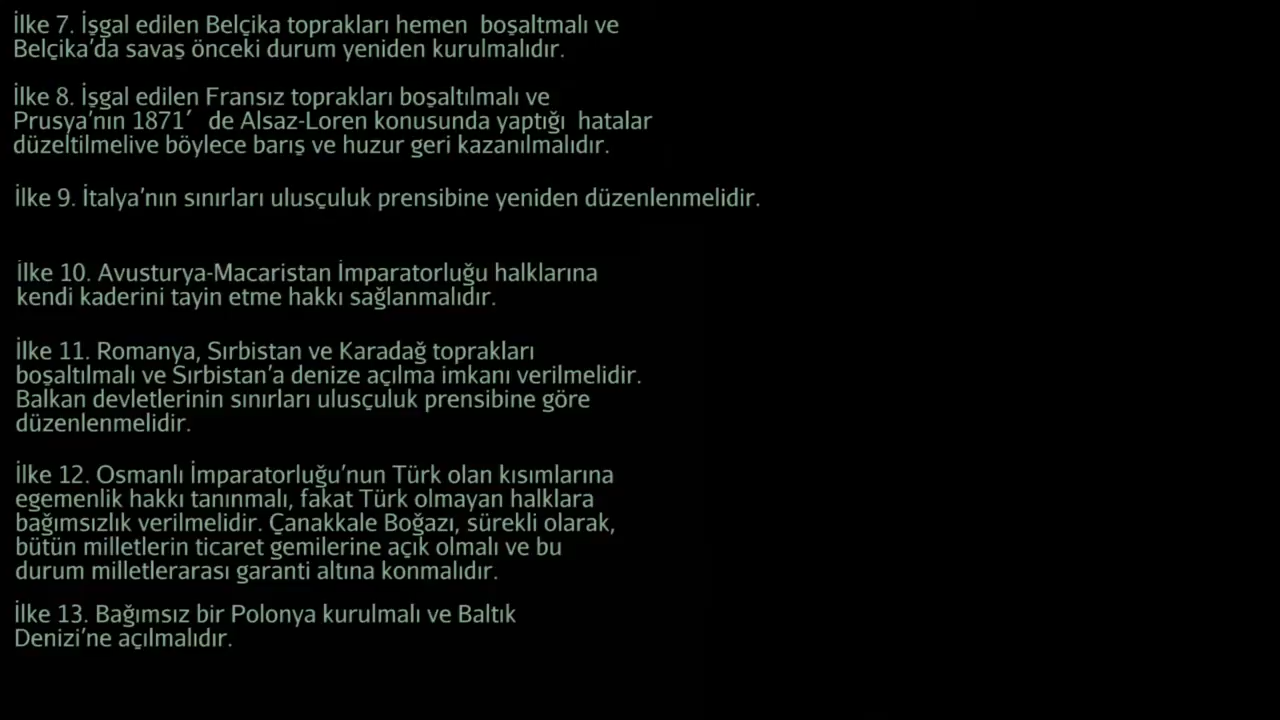 İlke 7. İşgal edilen Belçika toprakları hemen  boşaltmalı ve
Belçika’da savaş önceki durum yeniden kurulmalıdır.
İlke 8. İşgal edilen Fransız toprakları boşaltılmalı ve
Prusya’nın 1871’  de Alsaz-Loren konusunda yaptığı  hatalar
düzeltilmelive böylece barış ve huzur geri kazanılmalıdır.
İlke 9. İtalya’nın sınırları ulusçuluk prensibine yeniden düzenlenmelidir.
İlke 10. Avusturya-Macaristan İmparatorluğu halklarına
kendi kaderini tayin etme hakkı sağlanmalıdır.
İlke 11. Romanya, Sırbistan ve Karadağ toprakları
boşaltılmalı ve Sırbistan’a denize açılma imkanı verilmelidir.
Balkan devletlerinin sınırları ulusçuluk prensibine göre
düzenlenmelidir.
İlke 12. Osmanlı İmparatorluğu’nun Türk olan kısımlarına
egemenlik hakkı tanınmalı, fakat Türk olmayan halklara
bağımsızlık verilmelidir. Çanakkale Boğazı, sürekli olarak,
bütün milletlerin ticaret gemilerine açık olmalı ve bu
durum milletlerarası garanti altına konmalıdır.
İlke 13. Bağımsız bir Polonya kurulmalı ve Baltık
Denizi’ne açılmalıdır.